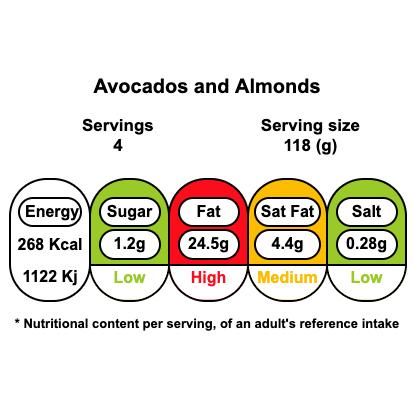 Avocados and Almonds
Servings Serving size
4 118 (g)
Energy Sugar Fat Sat Fat Salt
268 Kcal 1.2g 24.5g 4.4g 0.28g
1122 Kj Low High Medium Low
* Nutritional content per serving, of an adult's reference intake